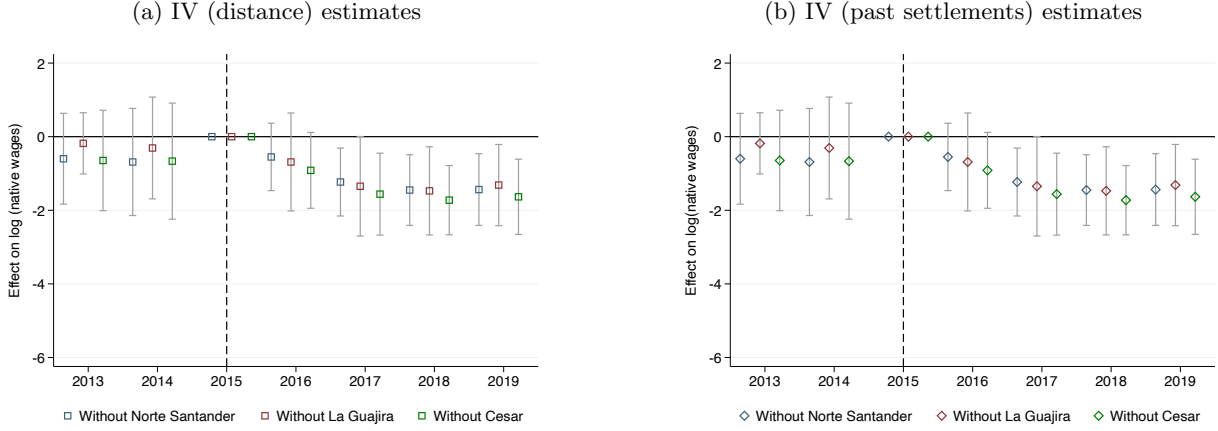 (a) IV (distance) estimates
Effect on log (native wages)
2
0
-2
-4
-6
2013 2014 2015 2016 2017 2018 2019
Without Norte Santander Without La Guajira Without Cesar
(b) IV (past settlements) estimates
Effect on log(native wages)
2
0
-2
-4
-6
2013 2014 2015 2016 2017 2018 2019
Without Norte Santander Without La Guajira Without Cesar